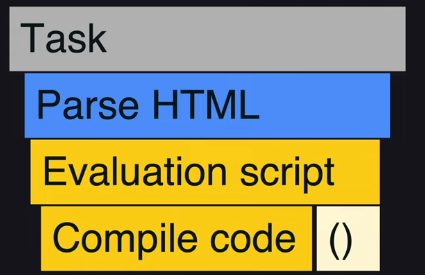 Task
Parse HTML
Evaluation script
Compile code ()